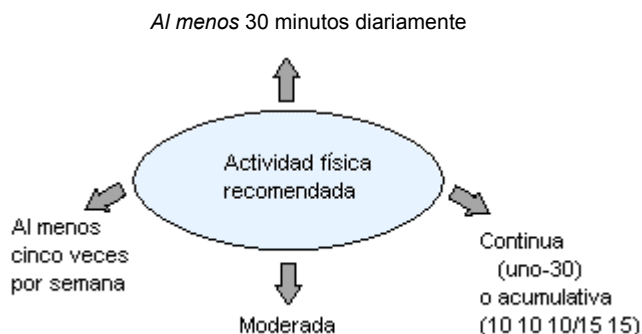 Al menos 30 minutos diariamente
Actividad física
recomendada
Al menos
cinco veces
por semana
Continua
(uno-30)
o acumulativa
(10 10 10/15 15)
Moderada